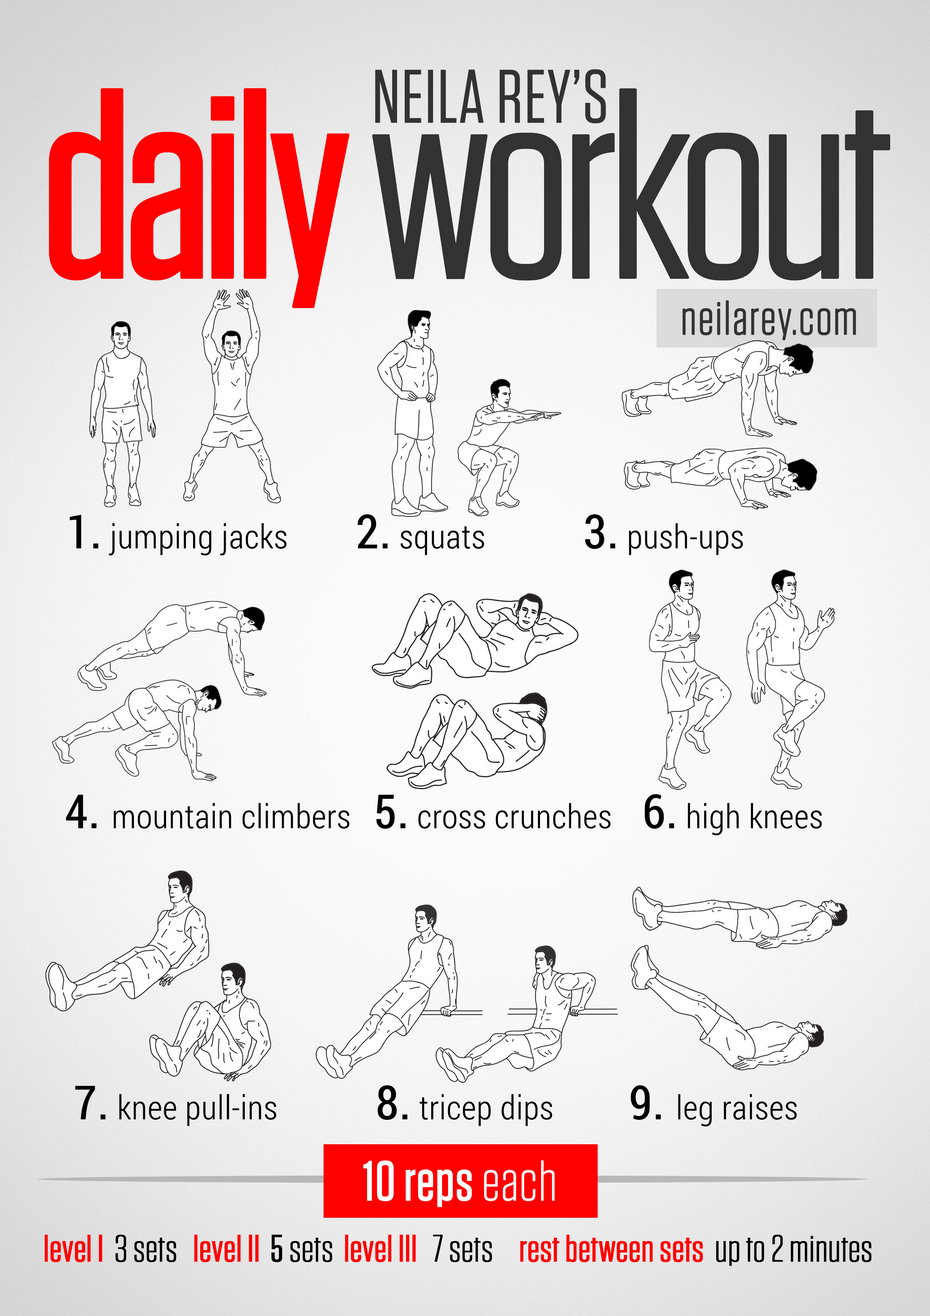 NEILA REY'S
daily workout
neilarey.com
1. jumping jacks
2. squats
3. push-ups
4. mountain climbers
5. cross crunches
6. high knees
7. knee pull-ins
8. tricep dips
9. leg raises
10 reps each
level I 3 sets level II 5 sets level III 7 sets rest between sets up to 2 minutes